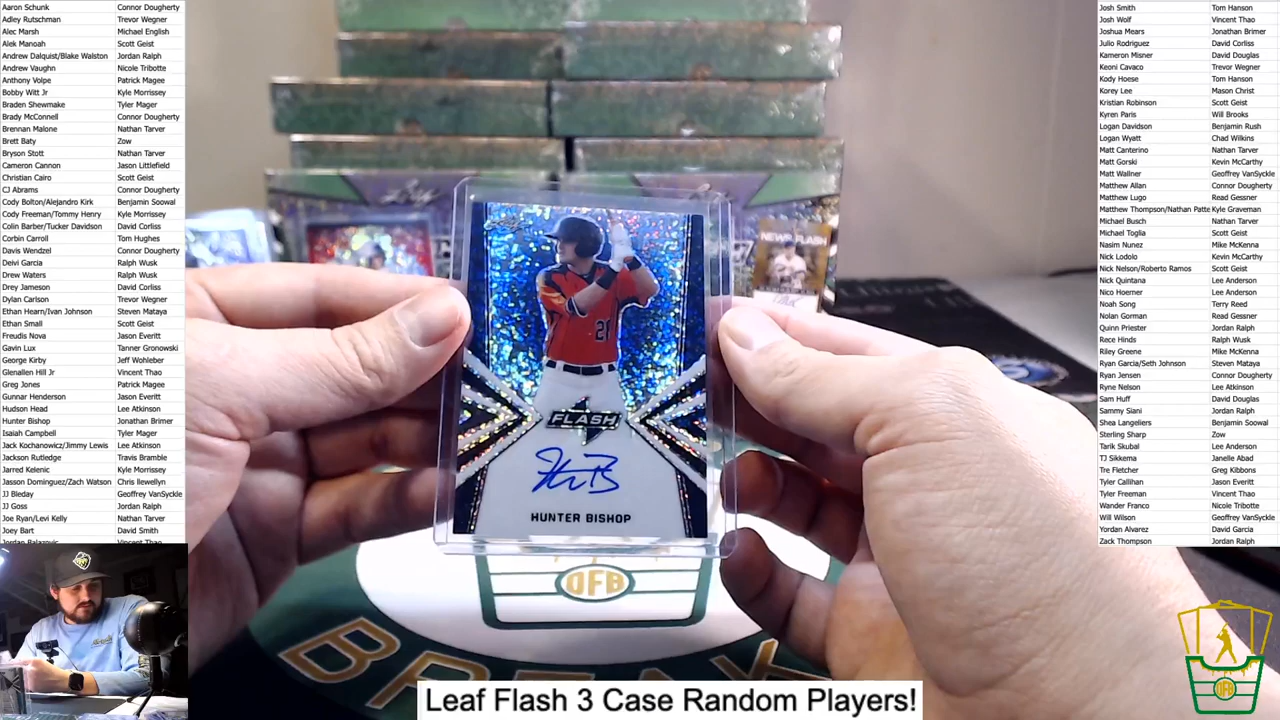 Aaron Schunk Connor Dougherty
Adley Rutschman Trevor Wegner
Alec Marsh Michael English
Alek Manoah Scott Geist
Andrew Dalquist/Blake Walston Jordan Ralph
Andrew Vaughn Nicole Tribotte
Anthony Volpe Patrick Magee
Bobby Witt Jr Kyle Morrissey
Braden Shewmake Tyler Mager
Brady McConnell Connor Dougherty
Brennan Malone Nathan Tarver
Brett Baty Zow
Bryson Stott Nathan Tarver
Cameron Cannon Jason Littlefield
Christian Cairo Scott Geist
CJ Abrams Connor Dougherty
Cody Bolton/Alejandro Kirk Benjamin Soowal
Cody Freeman/Tommy Henry Kyle Morrissey
Colin Barber/Tucker Davidson David Corliss
Corbin Carroll Tom Hughes
Davis Wendzel Connor Dougherty
Deivi Garcia Ralph Wusk
Drew Waters Ralph Wusk
Drey Jameson David Corliss
Dylan Carlson Trevor Wegner
Ethan Hearn/Ivan Johnson Steven Mataya
Ethan Small Scott Geist
Freudis Nova Jason Everitt
Gavin Lux Tanner Gronowski
George Kirby Jeff Wohleber
Glenallen Hill Jr Vincent Thao
Greg Jones Patrick Magee
Gunnar Henderson Jason Everitt
Hudson Head Lee Atkinson
Hunter Bishop Jonathan Brimer
Isaiah Campbell Tyler Mager
Jack Kochanowicz/Jimmy Lewis Lee Atkinson
Jackson Rutledge Travis Bramble
Jarred Kelenic Kyle Morrissey
Jasson Dominguez/Zach Watson Chris llewellyn
JJ Bleday Geoffrey VanSyckle
JJ Goss Jordan Ralph
Joe Ryan/Levi Kelly Nathan Tarver
Joey Bart David Smith
Jordan Balazovic Vincent Thao
NEWS FLASH
FLASH
HUNTER BISHOP
OFB
BREAK
Leaf Flash 3 Case Random Players!
Josh Smith Tom Hanson
Josh Wolf Vincent Thao
Joshua Mears Jonathan Brimer
Julio Rodriguez David Corliss
Kameron Misner David Douglas
Keoni Cavaco Trevor Wegner
Kody Hoese Tom Hanson
Korey Lee Mason Christ
Kristian Robinson Scott Geist
Kyren Paris Will Brooks
Logan Davidson Benjamin Rush
Logan Wyatt Chad Wilkins
Matt Canterino Nathan Tarver
Matt Gorski Kevin McCarthy
Matt Wallner Geoffrey VanSyckle
Matthew Allan Connor Dougherty
Matthew Lugo Read Gessner
Matthew Thompson/Nathan Patte Kyle Graveman
Michael Busch Nathan Tarver
Michael Toglia Scott Geist
Nasim Nunez Mike McKenna
Nick Lodolo Kevin McCarthy
Nick Nelson/Roberto Ramos Scott Geist
Nick Quintana Lee Anderson
Nico Hoerner Lee Anderson
Noah Song Terry Reed
Nolan Gorman Read Gessner
Quinn Priester Jordan Ralph
Rece Hinds Ralph Wusk
Riley Greene Mike McKenna
Ryan Garcia/Seth Johnson Steven Mataya
Ryan Jensen Connor Dougherty
Ryne Nelson Lee Atkinson
Sam Huff David Douglas
Sammy Siani Jordan Ralph
Shea Langeliers Benjamin Soowal
Sterling Sharp Zow
Tarik Skubal Lee Anderson
TJ Sikkema Janelle Abad
Tre Fletcher Greg Kibbons
Tyler Callihan Jason Everitt
Tyler Freeman Vincent Thao
Wander Franco Nicole Tribotte
Will Wilson Geoffrey VanSyckle
Yordan Alvarez David Garcia
Zack Thompson Jordan Ralph
OFB